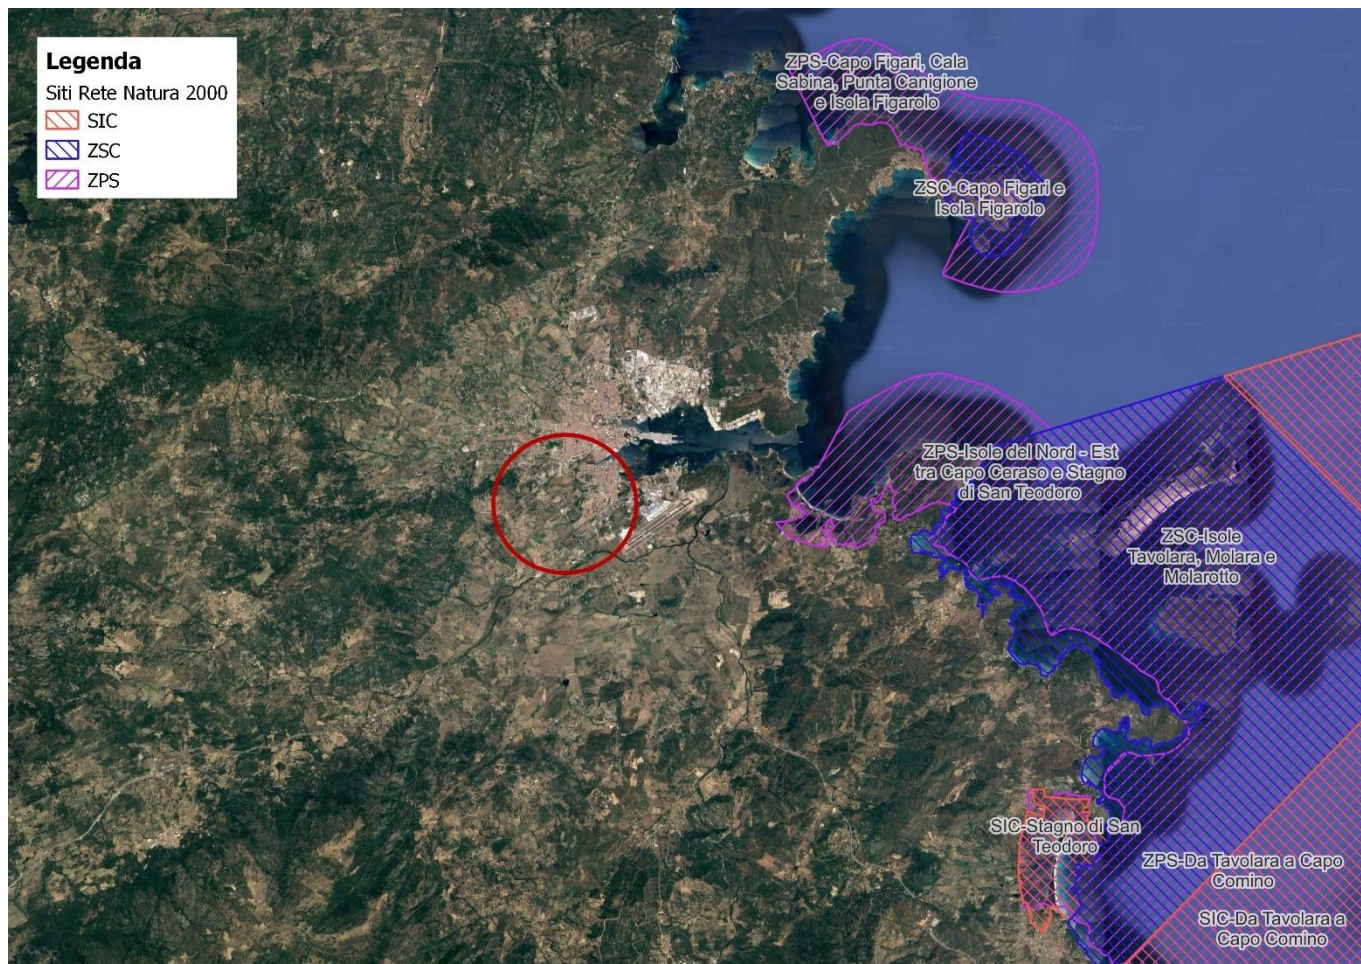 Legenda
Siti Rete Natura 2000
SIC
ZSC
ZPS
ZPS-Capo Figari, Cala
Sabina, Punta Canigione
e Isola Figarolo
ZSC-Capo Figari e
Isola Figarolo
ZPS-Isole del Nord - Est
tra Capo Ceraso e Stagno
di San Teodoro
ZSC-Isole
Tavolara, Molara e
Molarotto
SIC-Stagno di San
Teodoro
ZPS-Da Tavolara a Capo
Comino
SIC-Da Tavolara a
Capo Comino